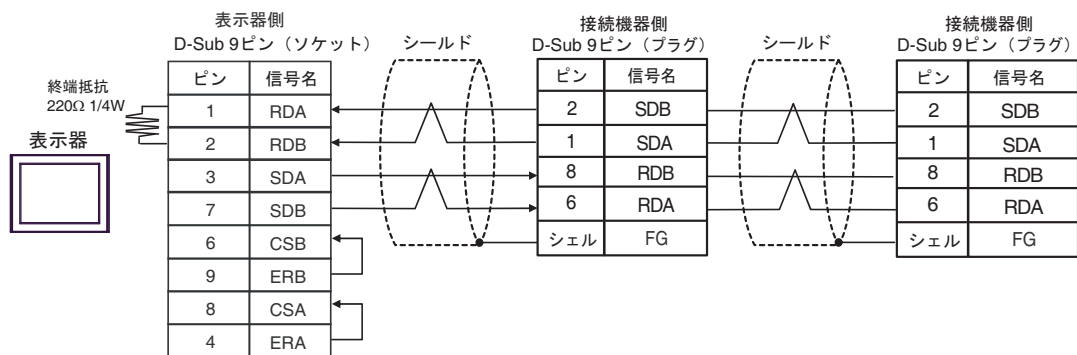 表示器側
D-Sub 9ピン（ソケット）
シールド
接続機器側
D-Sub 9ピン（プラグ）
シールド
接続機器側
D-Sub 9ピン（プラグ）
終端抵抗
220Ω 1/4W
表示器
ピン 信号名
1 RDA
2 RDB
3 SDA
7 SDB
6 CSB
9 ERB
8 CSA
4 ERA
ピン 信号名
2 SDB
1 SDA
8 RDB
6 RDA
シェル FG
ピン 信号名
2 SDB
1 SDA
8 RDB
6 RDA
シェル FG